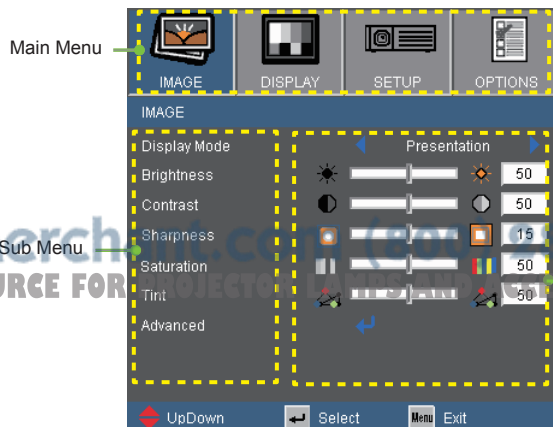 Main Menu
IMAGE DISPLAY SETUP OPTIONS
IMAGE
Display Mode Presentation
Brightness 50
Contrast 50
Sub Menu
Sharpness 15
Saturation 50
Tint 50
Advanced
UpDown Select Menu Exit